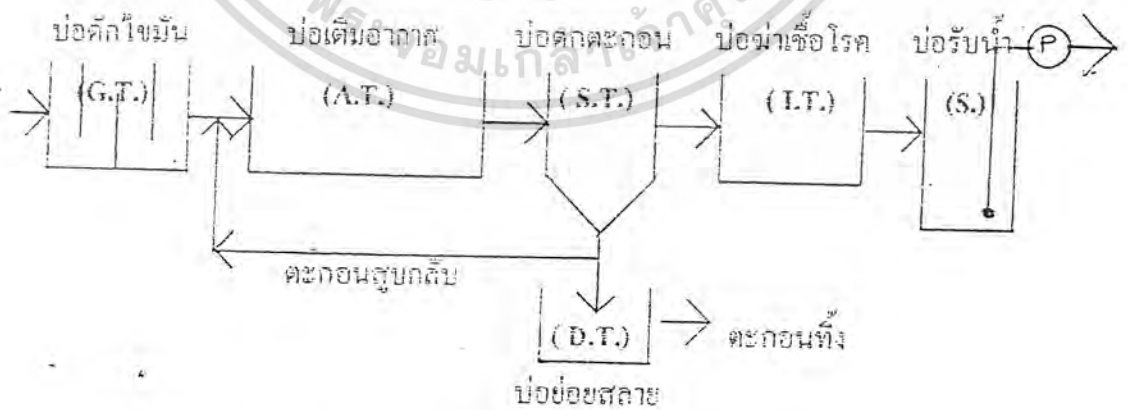 บ่อดักไขมัน บ่อเติมอากาศ บ่อตกตะกอน บ่อฆ่าเชื้อโรค บ่อรับน้ำ P
(G.T.) (A.T.) (S.T.) (I.T.) (S.)
ตะกอนสูบกลับ
(D.T.) ตะกอนทิ้ง
บ่อย่อยสลาย